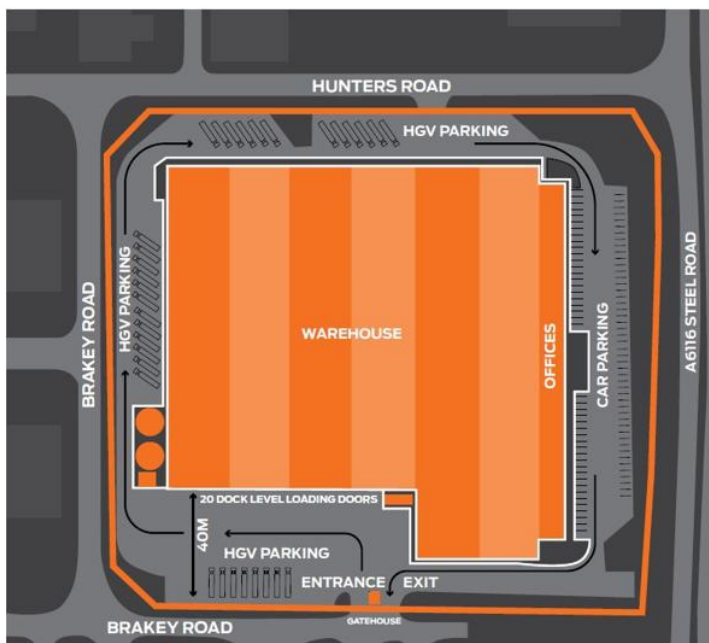 HUNTERS ROAD
HGV PARKING
HGV PARKING
BRAKEY ROAD
WAREHOUSE
OFFICES
CAR PARKING
A6116 STEEL ROAD
20 DOCK LEVEL LOADING DOORS
40M
HGV PARKING
ENTRANCE
EXIT
GATEHOUSE
BRAKEY ROAD